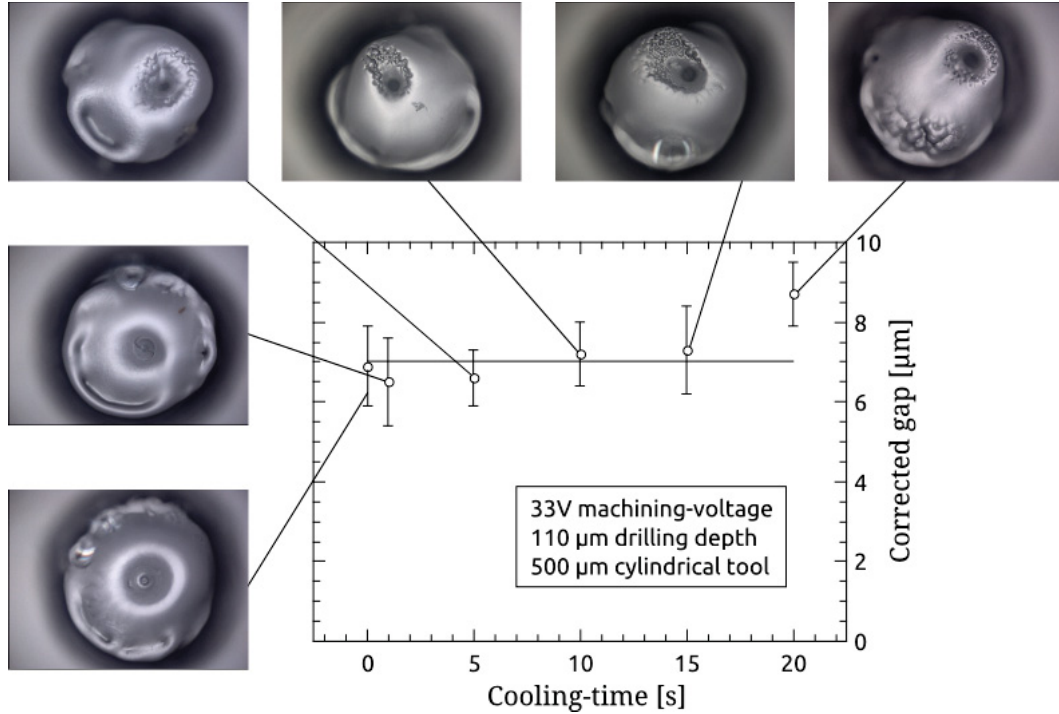 10
8
6
4
2
0
Corrected gap [µm]
33V machining-voltage
110 µm drilling depth
500 µm cylindrical tool
0 5 10 15 20
Cooling-time [s]